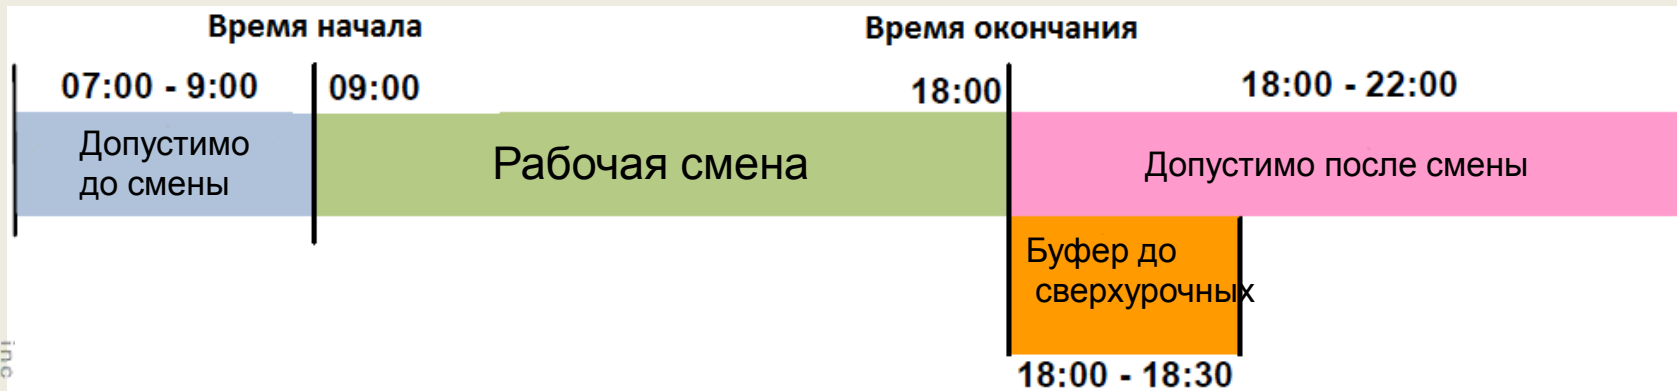 Время начала
Время окончания
07:00 - 9:00
09:00
18:00
18:00 - 22:00
Допустимо
до смены
Рабочая смена
Допустимо после смены
Буфер до
сверхурочных
18:00 - 18:30
inc